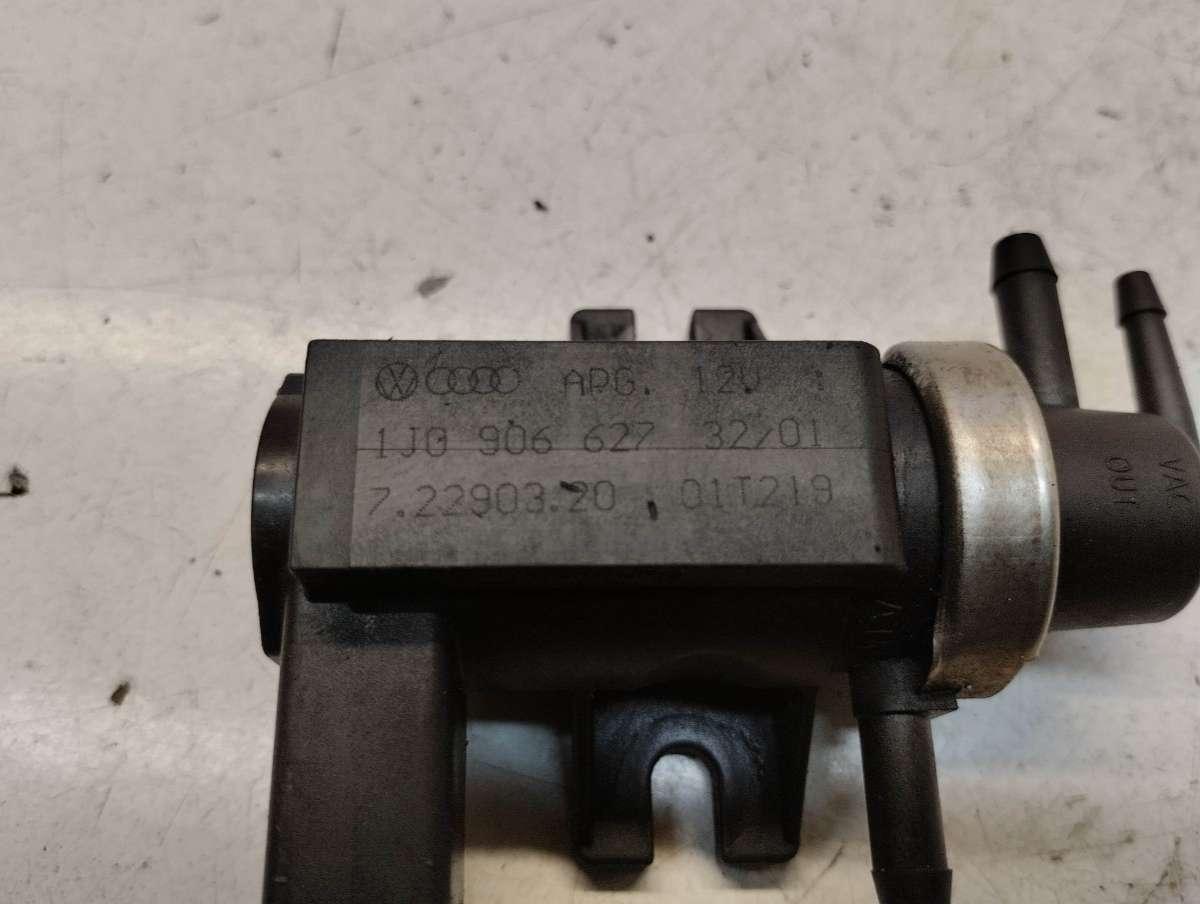 APG. 12V
1J0 906 627 32/01
7.22903.20 01T219
VAC
OUT